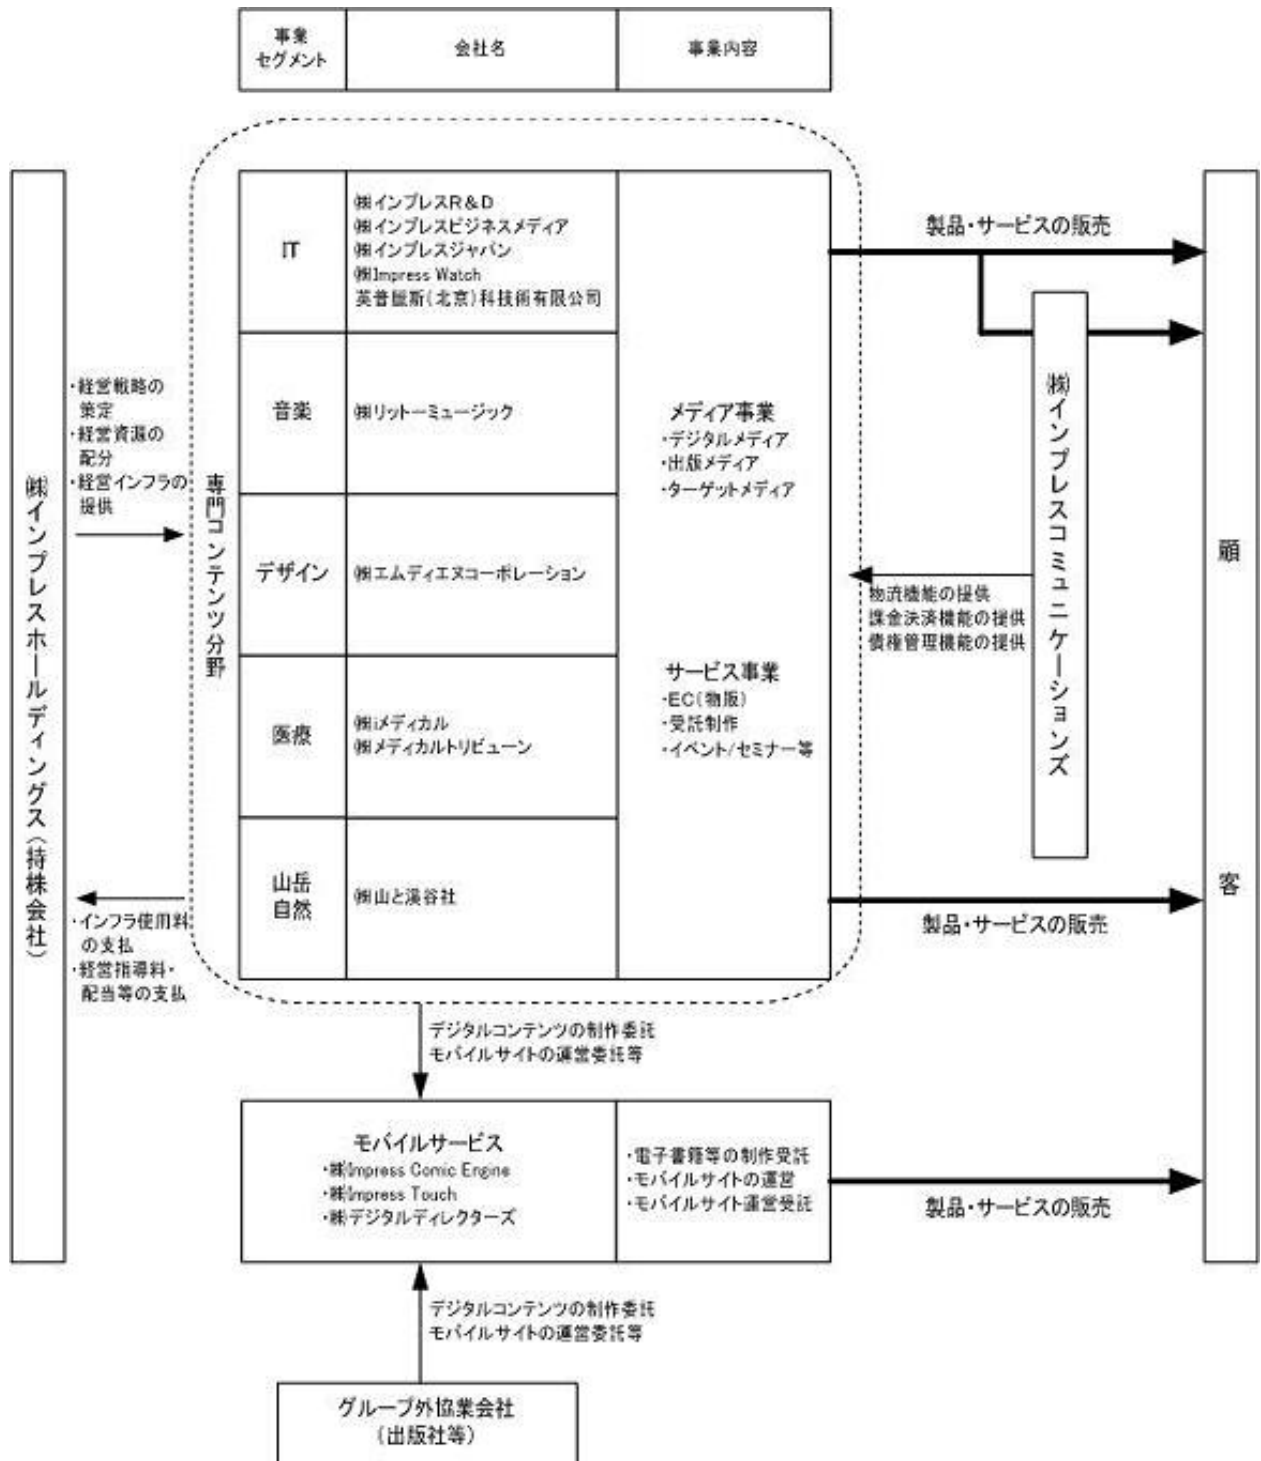 事業
セグメント
会社名
事業内容
㈱インプレスホールディングス(持株会社)
・経営戦略の
策定
・経営資源の
配分
・経営インフラの
提供
・インフラ使用料
の支払
・経営指導料・
配当等の支払
専門コンテンツ分野
IT
㈱インプレスR&D
㈱インプレスビジネスメディア
㈱インプレスジャパン
㈱Impress Watch
英普麗斯(北京)科技術有限公司
音楽
㈱リットーミュージック
デザイン
㈱エムディエヌコーポレーション
医療
㈱iメディカル
㈱メディカルトリビューン
山岳
自然
㈱山と溪谷社
メディア事業
・デジタルメディア
・出版メディア
・ターゲットメディア
サービス事業
・EC(物販)
・受託制作
・イベント/セミナー等
製品・サービスの販売
㈱インプレスコミュニケーションズ
物流機能の提供
課金決済機能の提供
債権管理機能の提供
製品・サービスの販売
顧客
デジタルコンテンツの制作委託
モバイルサイトの運営委託等
モバイルサービス
・㈱Impress Comic Engine
・㈱Impress Touch
・㈱デジタルディレクターズ
・電子書籍等の制作受託
・モバイルサイトの運営
・モバイルサイト運営受託
製品・サービスの販売
デジタルコンテンツの制作委託
モバイルサイトの運営委託等
グループ外協業会社
(出版社等)